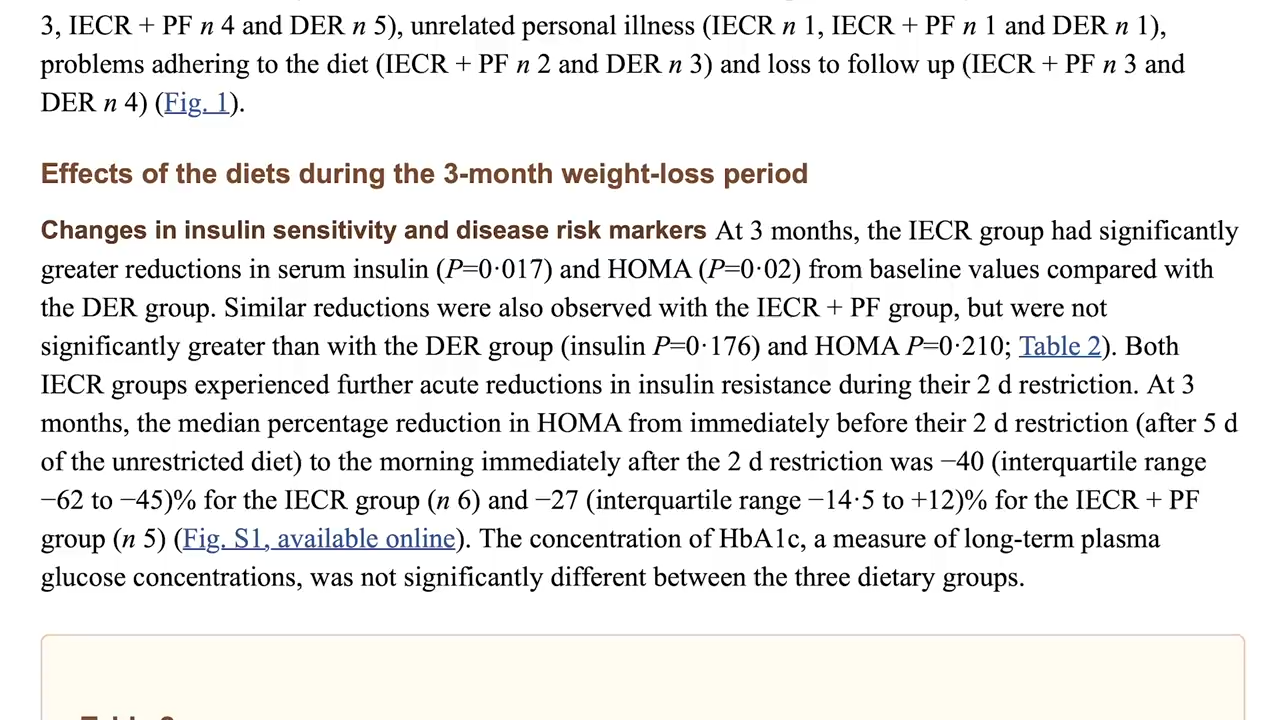 3, IECR + PF n 4 and DER n 5), unrelated personal illness (IECR n 1, IECR + PF n 1 and DER n 1),
problems adhering to the diet (IECR + PF n 2 and DER n 3) and loss to follow up (IECR + PF n 3 and
DER n 4) (Fig. 1).
Effects of the diets during the 3-month weight-loss period
Changes in insulin sensitivity and disease risk markers At 3 months, the IECR group had significantly
greater reductions in serum insulin (P=0·017) and HOMA (P=0·02) from baseline values compared with
the DER group. Similar reductions were also observed with the IECR + PF group, but were not
significantly greater than with the DER group (insulin P=0·176) and HOMA P=0·210; Table 2). Both
IECR groups experienced further acute reductions in insulin resistance during their 2 d restriction. At 3
months, the median percentage reduction in HOMA from immediately before their 2 d restriction (after 5 d
of the unrestricted diet) to the morning immediately after the 2 d restriction was −40 (interquartile range
−62 to −45)% for the IECR group (n 6) and −27 (interquartile range −14·5 to +12)% for the IECR + PF
group (n 5) (Fig. S1, available online). The concentration of HbA1c, a measure of long-term plasma
glucose concentrations, was not significantly different between the three dietary groups.